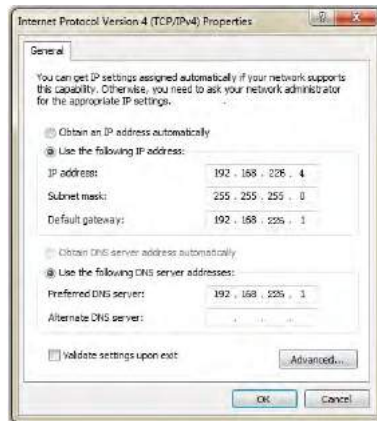 Internet Protocol Version 4 (TCP/IPv4) Properties
General
You can get IP settings assigned automatically if your network supports
this capability. Otherwise, you need to ask your network administrator
for the appropriate IP settings.
Obtain an IP address automatically
Use the following IP address:
IP address: 192 . 168 . 226 . 4
Subnet mask: 255 . 255 . 255 . 0
Default gateway: 192 . 168 . 226 . 1
Obtain DNS server address automatically
Use the following DNS server addresses:
Preferred DNS server: 192 . 168 . 226 . 1
Alternate DNS server: . . .
Validate settings upon exit
Advanced...
OK Cancel